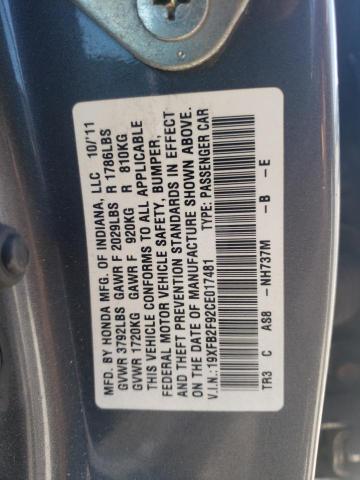 MFD. BY HONDA MFG. OF INDIANA, LLC 10/'11
GVWR 3792LBS GAWR F 2029LBS R 1786LBS
GVWR 1720KG GAWR F 920KG R 810KG
THIS VEHICLE CONFORMS TO ALL APPLICABLE
FEDERAL MOTOR VEHICLE SAFETY, BUMPER,
AND THEFT PREVENTION STANDARDS IN EFFECT
ON THE DATE OF MANUFACTURE SHOWN ABOVE.
V.I.N.:19XFB2F92CE017481 TYPE: PASSENGER CAR
TR3 C AS8 -NH737M -B -E